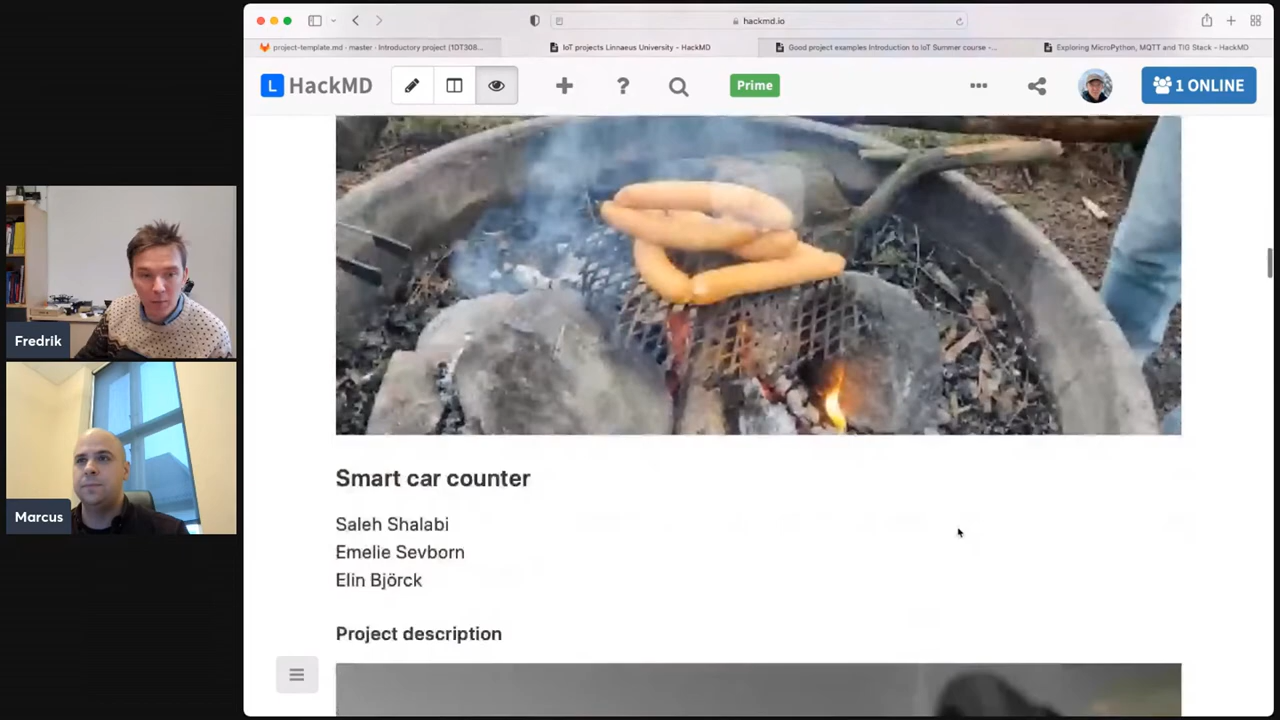 hackmd.io
project-template.md · master · Introductory project (1DT308...
IoT projects Linnaeus University - HackMD
Good project examples Introduction to IoT Summer course -...
Exploring MicroPython, MQTT and TIG Stack - HackMD
L HackMD
Prime
1 ONLINE
Fredrik
Marcus
Smart car counter
Saleh Shalabi
Emelie Sevborn
Elin Björck
Project description